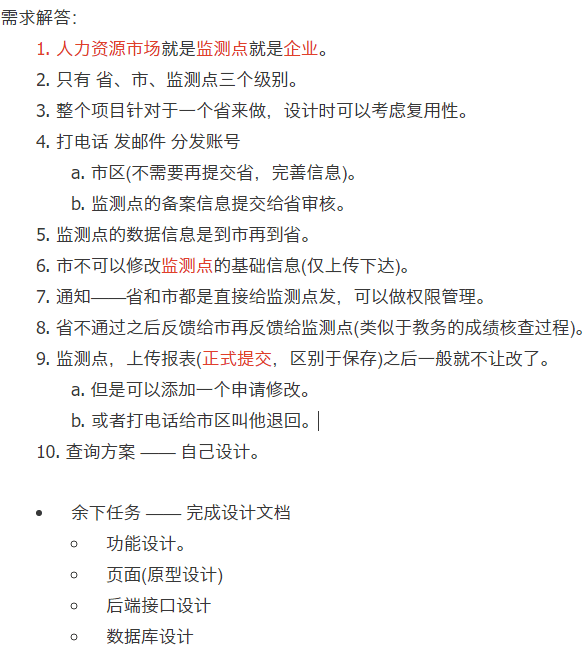 需求解答：
1. 人力资源市场就是监测点就是企业。
2. 只有 省、市、监测点三个级别。
3. 整个项目针对于一个省来做，设计时可以考虑复用性。
4. 打电话 发邮件 分发账号
a. 市区(不需要再提交省，完善信息)。
b. 监测点的备案信息提交给省审核。
5. 监测点的数据信息是到市再到省。
6. 市不可以修改监测点的基础信息(仅上传下达)。
7. 通知——省和市都是直接给监测点发，可以做权限管理。
8. 省不通过之后反馈给市再反馈给监测点(类似于教务的成绩核查过程)。
9. 监测点，上传报表(正式提交，区别于保存)之后一般就不让改了。
a. 但是可以添加一个申请修改。
b. 或者打电话给市区叫他退回。
10. 查询方案 —— 自己设计。
• 余下任务 —— 完成设计文档
○ 功能设计。
○ 页面(原型设计)
○ 后端接口设计
○ 数据库设计